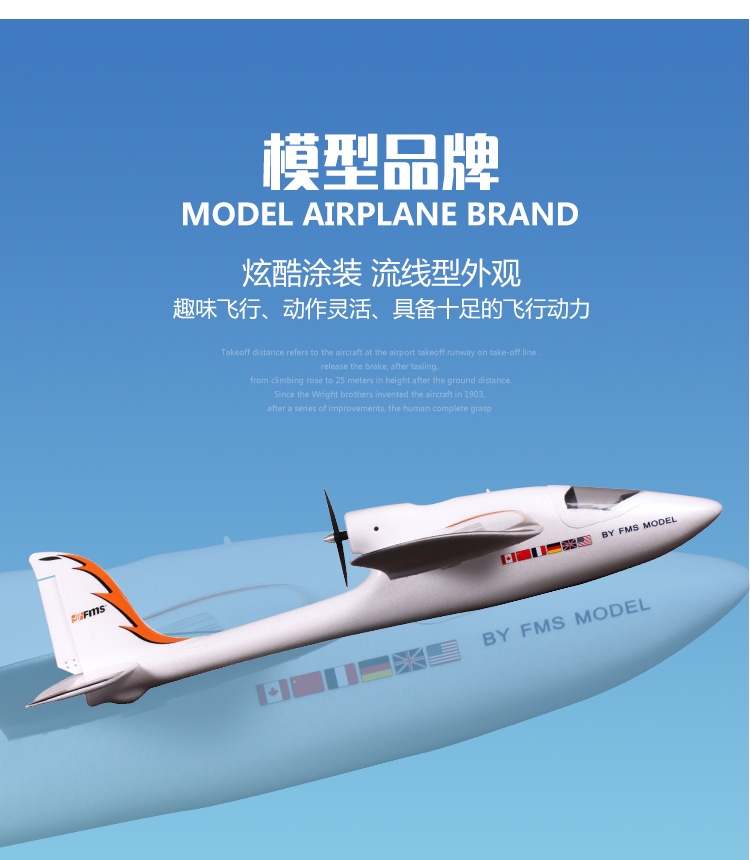 模型品牌
MODEL AIRPLANE BRAND
炫酷涂装 流线型外观
趣味飞行、动作灵活、具备十足的飞行动力
Takeoff distance refers to the aircraft at the airport takeoff runway on take-off line .
release the brake, after taxiing,
from climbing rose to 25 meters in height after the ground distance.
Since the Wright brothers invented the aircraft in 1903,
after a series of improvements, the human complete grasp
BY FMS MODEL
FMS
BY FMS MODEL